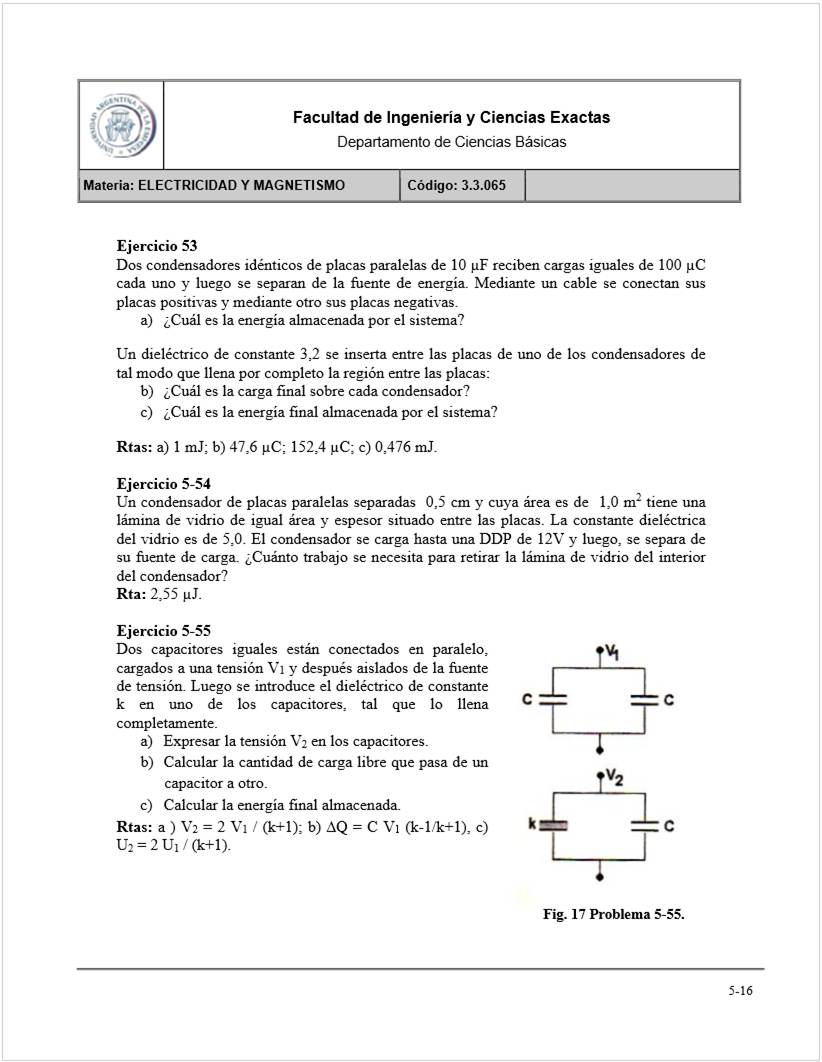 UNIVERSIDAD ARGENTINA DE LA EMPRESA
Facultad de Ingeniería y Ciencias Exactas
Departamento de Ciencias Básicas
Materia: ELECTRICIDAD Y MAGNETISMO Código: 3.3.065
Ejercicio 53
Dos condensadores idénticos de placas paralelas de 10 µF reciben cargas iguales de 100 µC
cada uno y luego se separan de la fuente de energía. Mediante un cable se conectan sus
placas positivas y mediante otro sus placas negativas.
a) ¿Cuál es la energía almacenada por el sistema?
Un dieléctrico de constante 3,2 se inserta entre las placas de uno de los condensadores de
tal modo que llena por completo la región entre las placas:
b) ¿Cuál es la carga final sobre cada condensador?
c) ¿Cuál es la energía final almacenada por el sistema?
Rtas: a) 1 mJ; b) 47,6 µC; 152,4 µC; c) 0,476 mJ.
Ejercicio 5-54
Un condensador de placas paralelas separadas 0,5 cm y cuya área es de 1,0 m² tiene una
lámina de vidrio de igual área y espesor situado entre las placas. La constante dieléctrica
del vidrio es de 5,0. El condensador se carga hasta una DDP de 12V y luego, se separa de
su fuente de carga. ¿Cuánto trabajo se necesita para retirar la lámina de vidrio del interior
del condensador?
Rta: 2,55 µJ.
Ejercicio 5-55
Dos capacitores iguales están conectados en paralelo,
cargados a una tensión V1 y después aislados de la fuente
de tensión. Luego se introduce el dieléctrico de constante
k en uno de los capacitores, tal que lo llena
completamente.
a) Expresar la tensión V2 en los capacitores.
b) Calcular la cantidad de carga libre que pasa de un
capacitor a otro.
c) Calcular la energía final almacenada.
Rtas: a ) V2 = 2 V1 / (k+1); b) ΔQ = C V1 (k-1/k+1), c)
U2 = 2 U1 / (k+1).
V1
C C
V2
k C
Fig. 17 Problema 5-55.
5-16